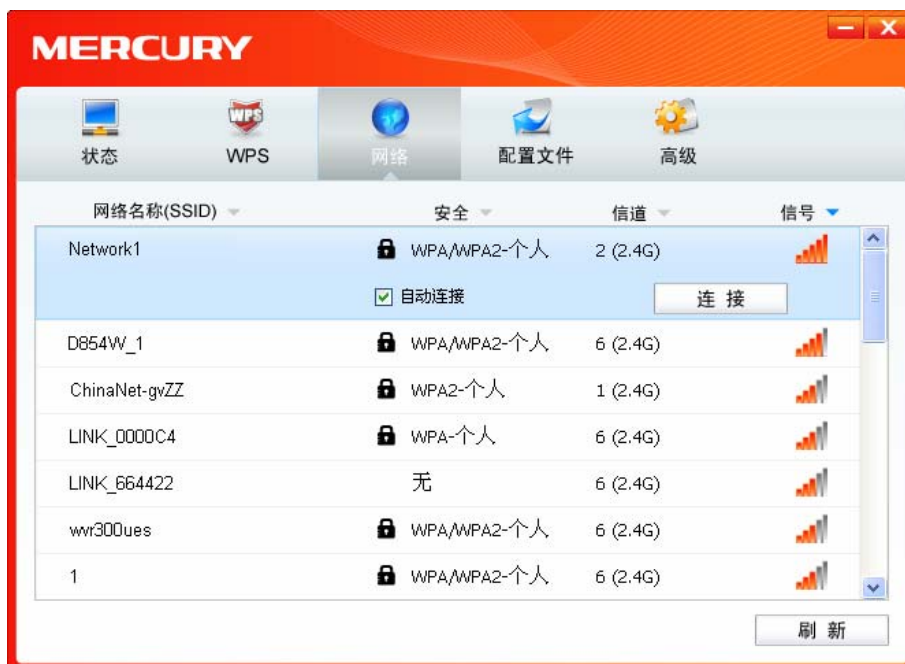 MERCURY
WPS
状态 WPS 网络 配置文件 高级
网络名称(SSID) 安全 信道 信号
Network1 WPA/WPA2-个人 2 (2.4G)
自动连接 连 接
D854W_1 WPA/WPA2-个人 6 (2.4G)
ChinaNet-gvZZ WPA2-个人 1 (2.4G)
LINK_0000C4 WPA-个人 6 (2.4G)
LINK_664422 无 6 (2.4G)
wvr300ues WPA/WPA2-个人 6 (2.4G)
1 WPA/WPA2-个人 6 (2.4G)
刷 新